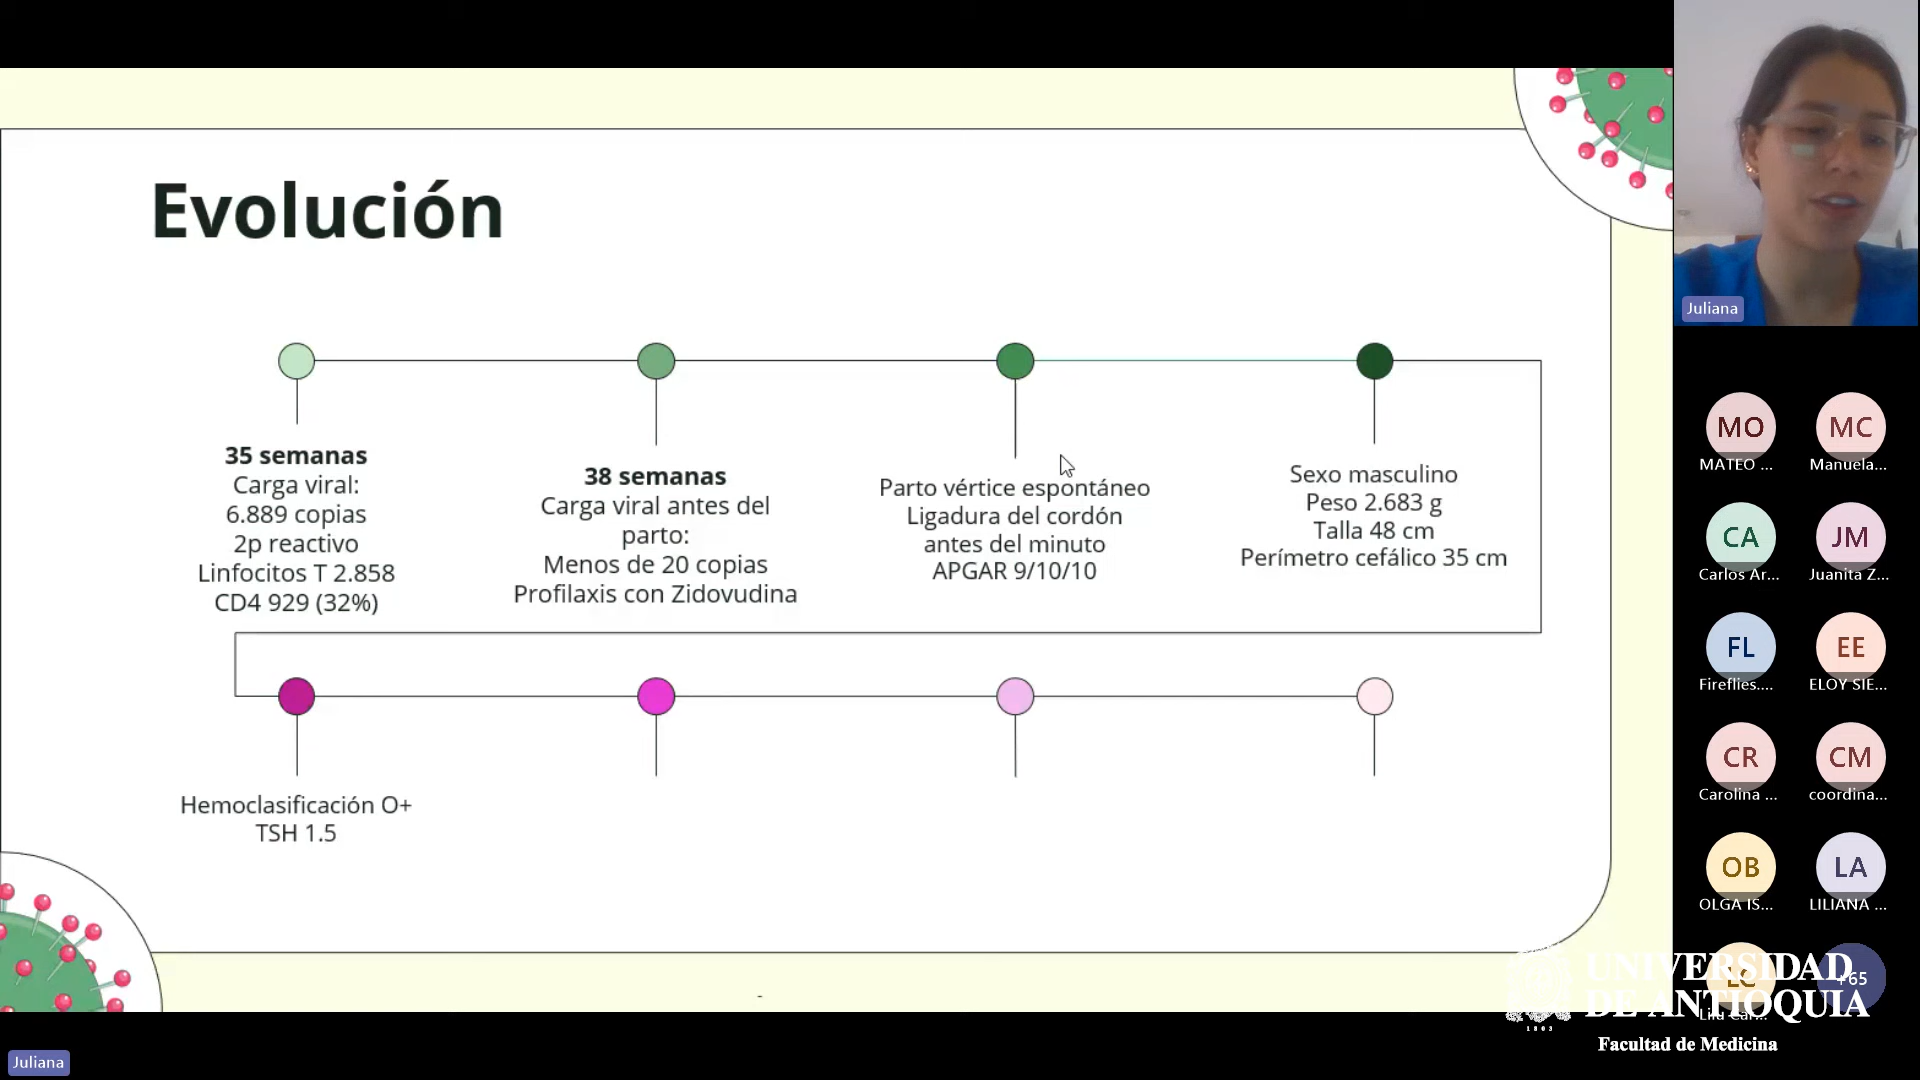 Evolución
35 semanas
Carga viral:
6.889 copias
2p reactivo
Linfocitos T 2.858
CD4 929 (32%)
38 semanas
Carga viral antes del
parto:
Menos de 20 copias
Profilaxis con Zidovudina
Parto vértice espontáneo
Ligadura del cordón
antes del minuto
APGAR 9/10/10
Sexo masculino
Peso 2.683 g
Talla 48 cm
Perímetro cefálico 35 cm
Hemoclasificación O+
TSH 1.5
-
Juliana
Juliana
MO
MATEO ...
MC
Manuela...
CA
Carlos Ar...
JM
Juanita Z...
FL
Fireflies....
EE
ELOY SIE...
CR
Carolina ...
CM
coordina...
OB
OLGA IS...
LA
LILIANA ...
+65
UNIVERSIDAD
DE ANTIOQUIA
1803
Facultad de Medicina